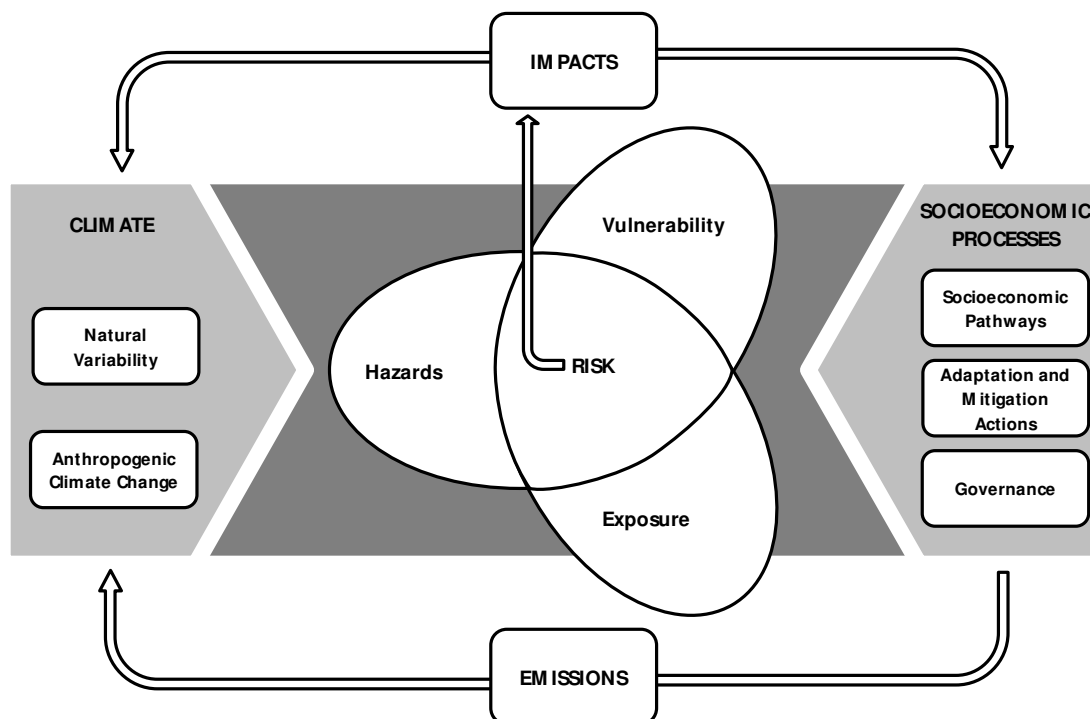 IMPACTS
CLIMATE
Natural
Variability
Anthropogenic
Climate Change
Vulnerability
Hazards
RISK
Exposure
SOCIOECONOMIC
PROCESSES
Socioeconomic
Pathways
Adaptation and
Mitigation
Actions
Governance
EMISSIONS